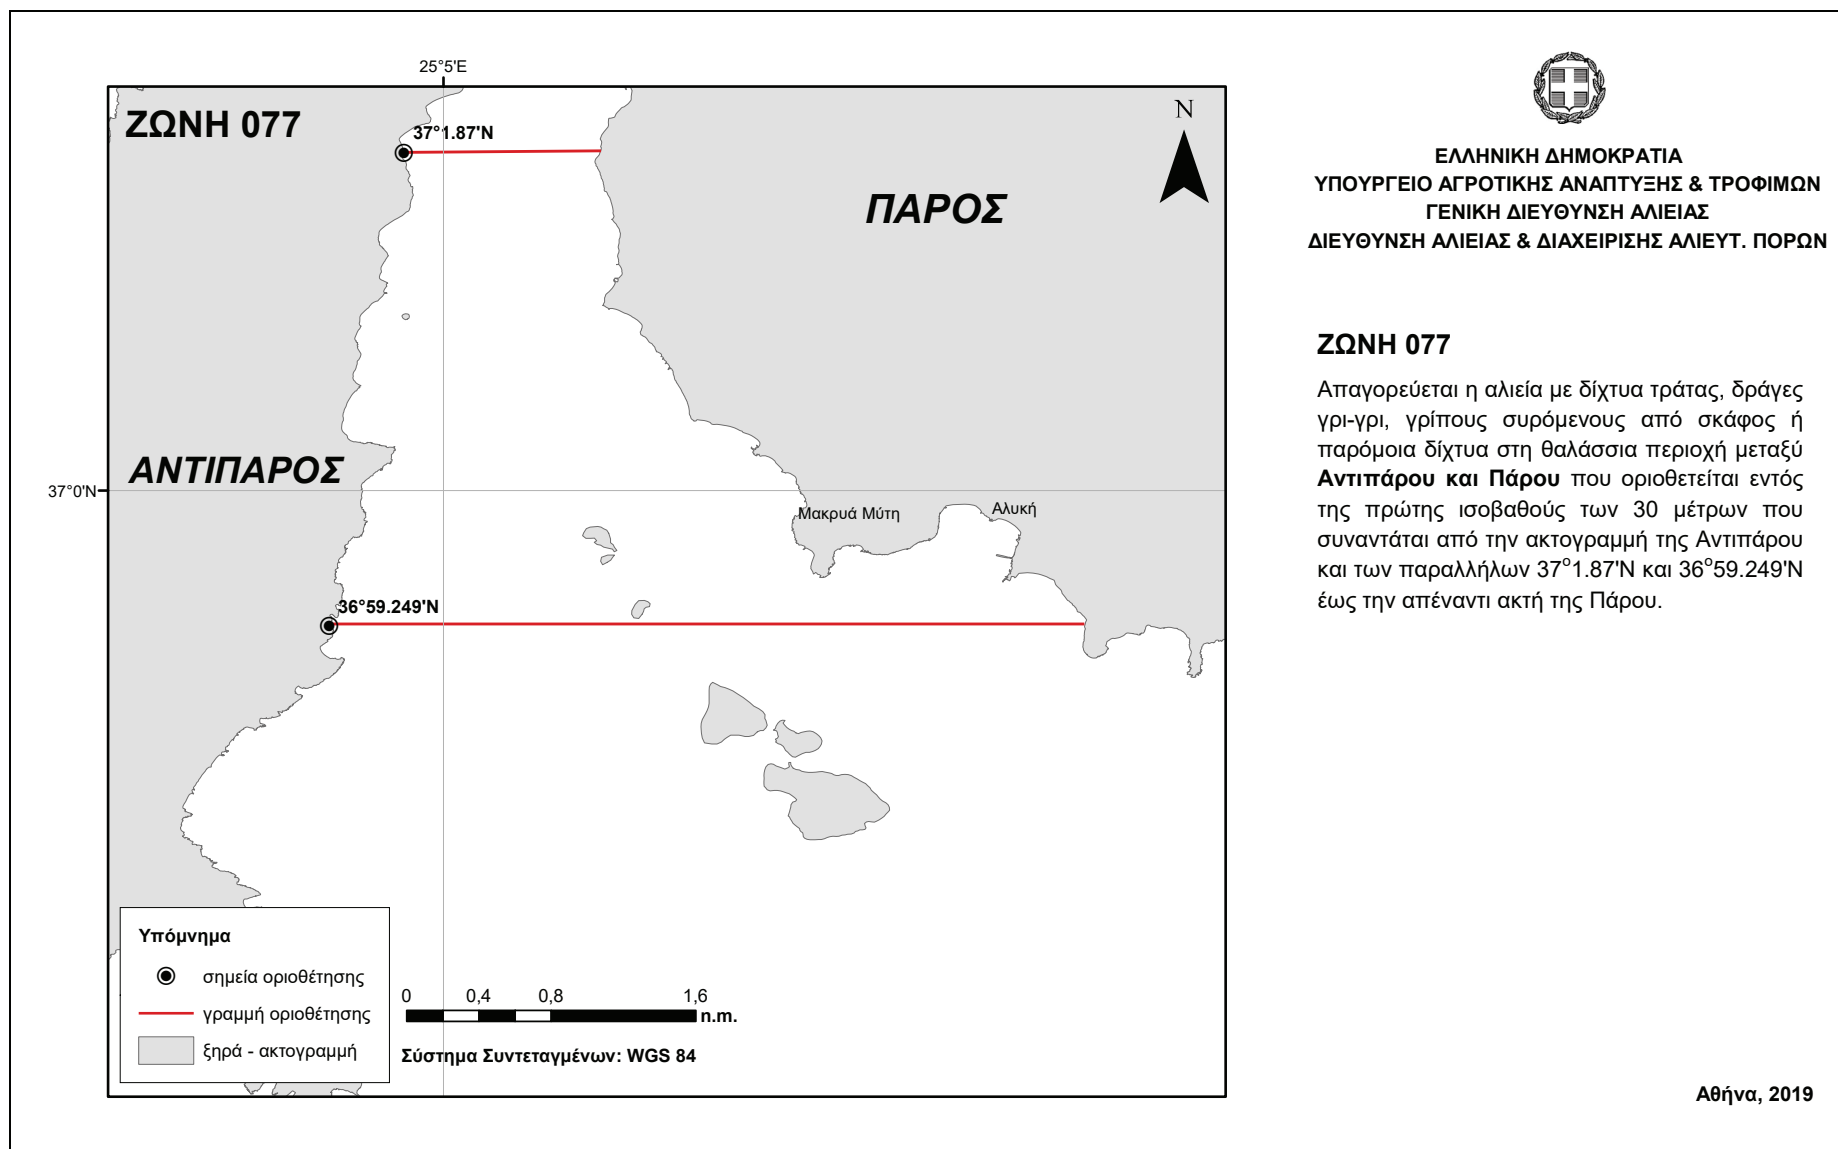 25°5'E
ΖΩΝΗ 077
37°1.87'N
N
ΠΑΡΟΣ
ΑΝΤΙΠΑΡΟΣ
37°0'N
Μακρυά Μύτη
Αλυκή
36°59.249'N
Υπόμνημα
σημεία οριοθέτησης
γραμμή οριοθέτησης
ξηρά - ακτογραμμή
0 0,4 0,8 1,6
n.m.
Σύστημα Συντεταγμένων: WGS 84
ΕΛΛΗΝΙΚΗ ΔΗΜΟΚΡΑΤΙΑ
ΥΠΟΥΡΓΕΙΟ ΑΓΡΟΤΙΚΗΣ ΑΝΑΠΤΥΞΗΣ & ΤΡΟΦΙΜΩΝ
ΓΕΝΙΚΗ ΔΙΕΥΘΥΝΣΗ ΑΛΙΕΙΑΣ
ΔΙΕΥΘΥΝΣΗ ΑΛΙΕΙΑΣ & ΔΙΑΧΕΙΡΙΣΗΣ ΑΛΙΕΥΤ. ΠΟΡΩΝ
ΖΩΝΗ 077
Απαγορεύεται η αλιεία με δίχτυα τράτας, δράγες
γρι-γρι, γρίπους συρόμενους από σκάφος ή
παρόμοια δίχτυα στη θαλάσσια περιοχή μεταξύ
Αντιπάρου και Πάρου που οριοθετείται εντός
της πρώτης ισοβαθούς των 30 μέτρων που
συναντάται από την ακτογραμμή της Αντιπάρου
και των παραλλήλων 37°1.87'N και 36°59.249'N
έως την απέναντι ακτή της Πάρου.
Αθήνα, 2019